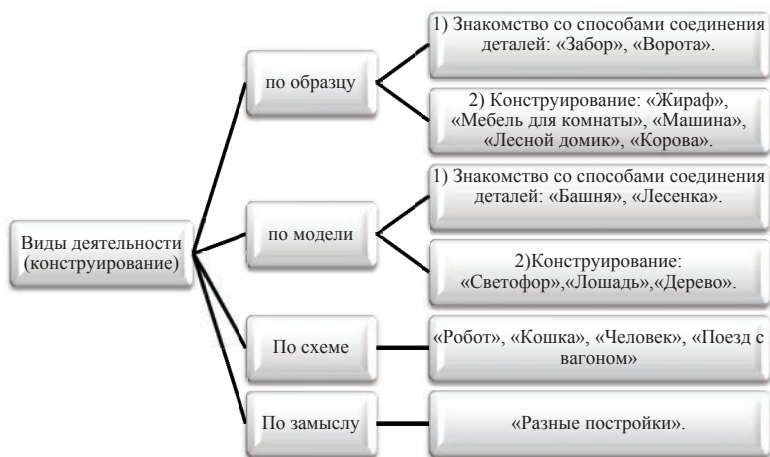 Виды деятельности
(конструирование)
по образцу
1) Знакомство со способами соединения
деталей: «Забор», «Ворота».
2) Конструирование: «Жираф»,
«Мебель для комнаты», «Машина»,
«Лесной домик», «Корова».
по модели
1) Знакомство со способами соединения
деталей: «Башня», «Лесенка».
2)Конструирование:
«Светофор»,«Лошадь»,«Дерево».
По схеме
«Робот», «Кошка», «Человек», «Поезд с
вагоном»
По замыслу
«Разные постройки».